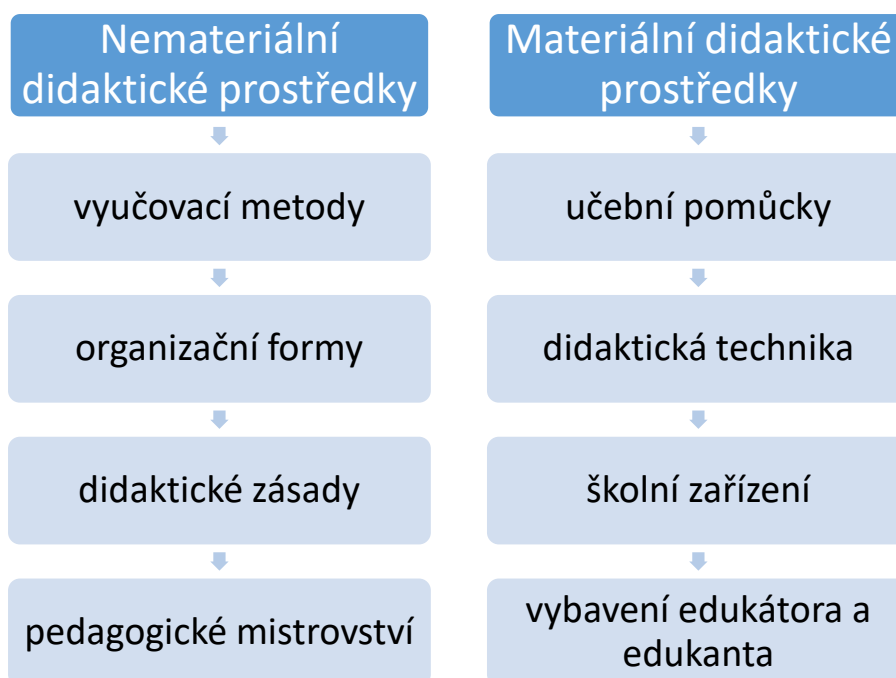 Nemateriální
didaktické prostředky
vyučovací metody
organizační formy
didaktické zásady
pedagogické mistrovství
Materiální didaktické
prostředky
učební pomůcky
didaktická technika
školní zařízení
vybavení edukátora a
edukanta